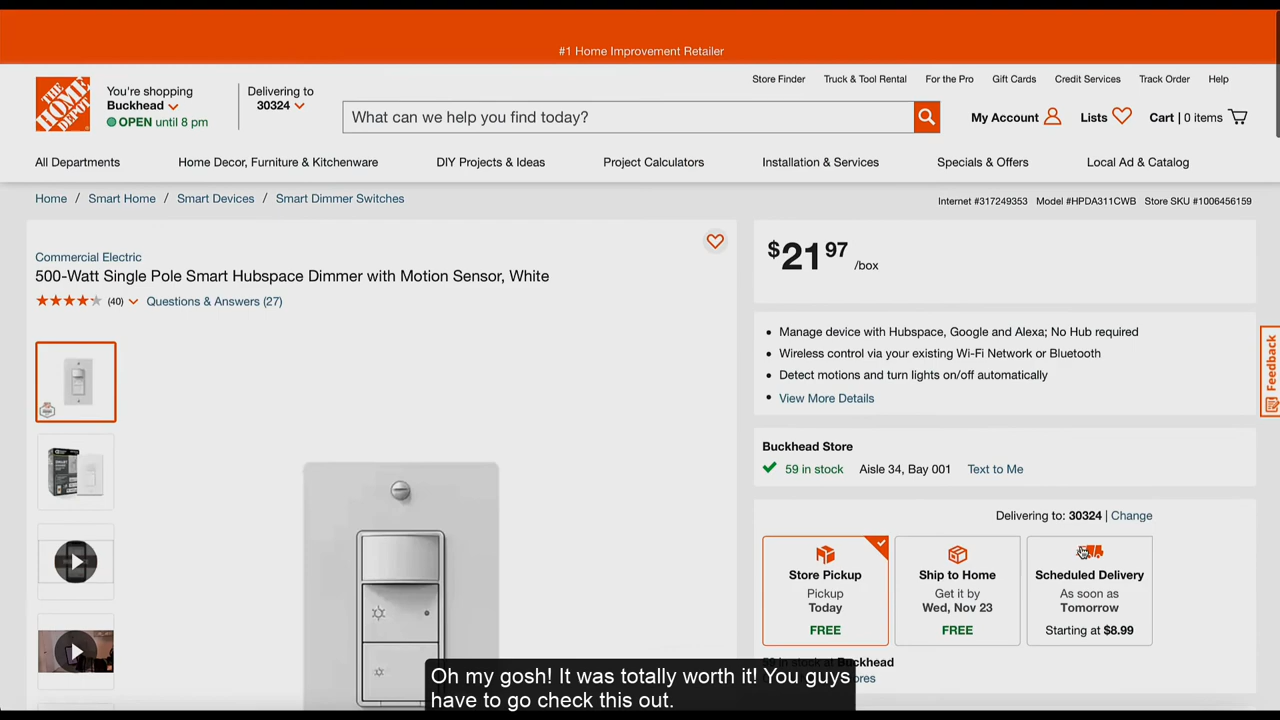 #1 Home Improvement Retailer
Store Finder Truck & Tool Rental For the Pro Gift Cards Credit Services Track Order Help
THE HOME DEPOT
You're shopping
Buckhead
OPEN until 8 pm
Delivering to
30324
What can we help you find today?
My Account Lists Cart | 0 items
All Departments Home Decor, Furniture & Kitchenware DIY Projects & Ideas Project Calculators Installation & Services Specials & Offers Local Ad & Catalog
Home / Smart Home / Smart Devices / Smart Dimmer Switches
Internet #317249353 Model #HPDA311CWB Store SKU #1006456159
Commercial Electric
500-Watt Single Pole Smart Hubspace Dimmer with Motion Sensor, White
(40) Questions & Answers (27)
$21 97 /box
• Manage device with Hubspace, Google and Alexa; No Hub required
• Wireless control via your existing Wi-Fi Network or Bluetooth
• Detect motions and turn lights on/off automatically
• View More Details
Feedback
Buckhead Store
59 in stock Aisle 34, Bay 001 Text to Me
Delivering to: 30324 | Change
Store Pickup
Pickup
Today
FREE
Ship to Home
Get it by
Wed, Nov 23
FREE
Scheduled Delivery
As soon as
Tomorrow
Starting at $8.99
Buckhead
Oh my gosh! It was totally worth it! You guys
have to go check this out.